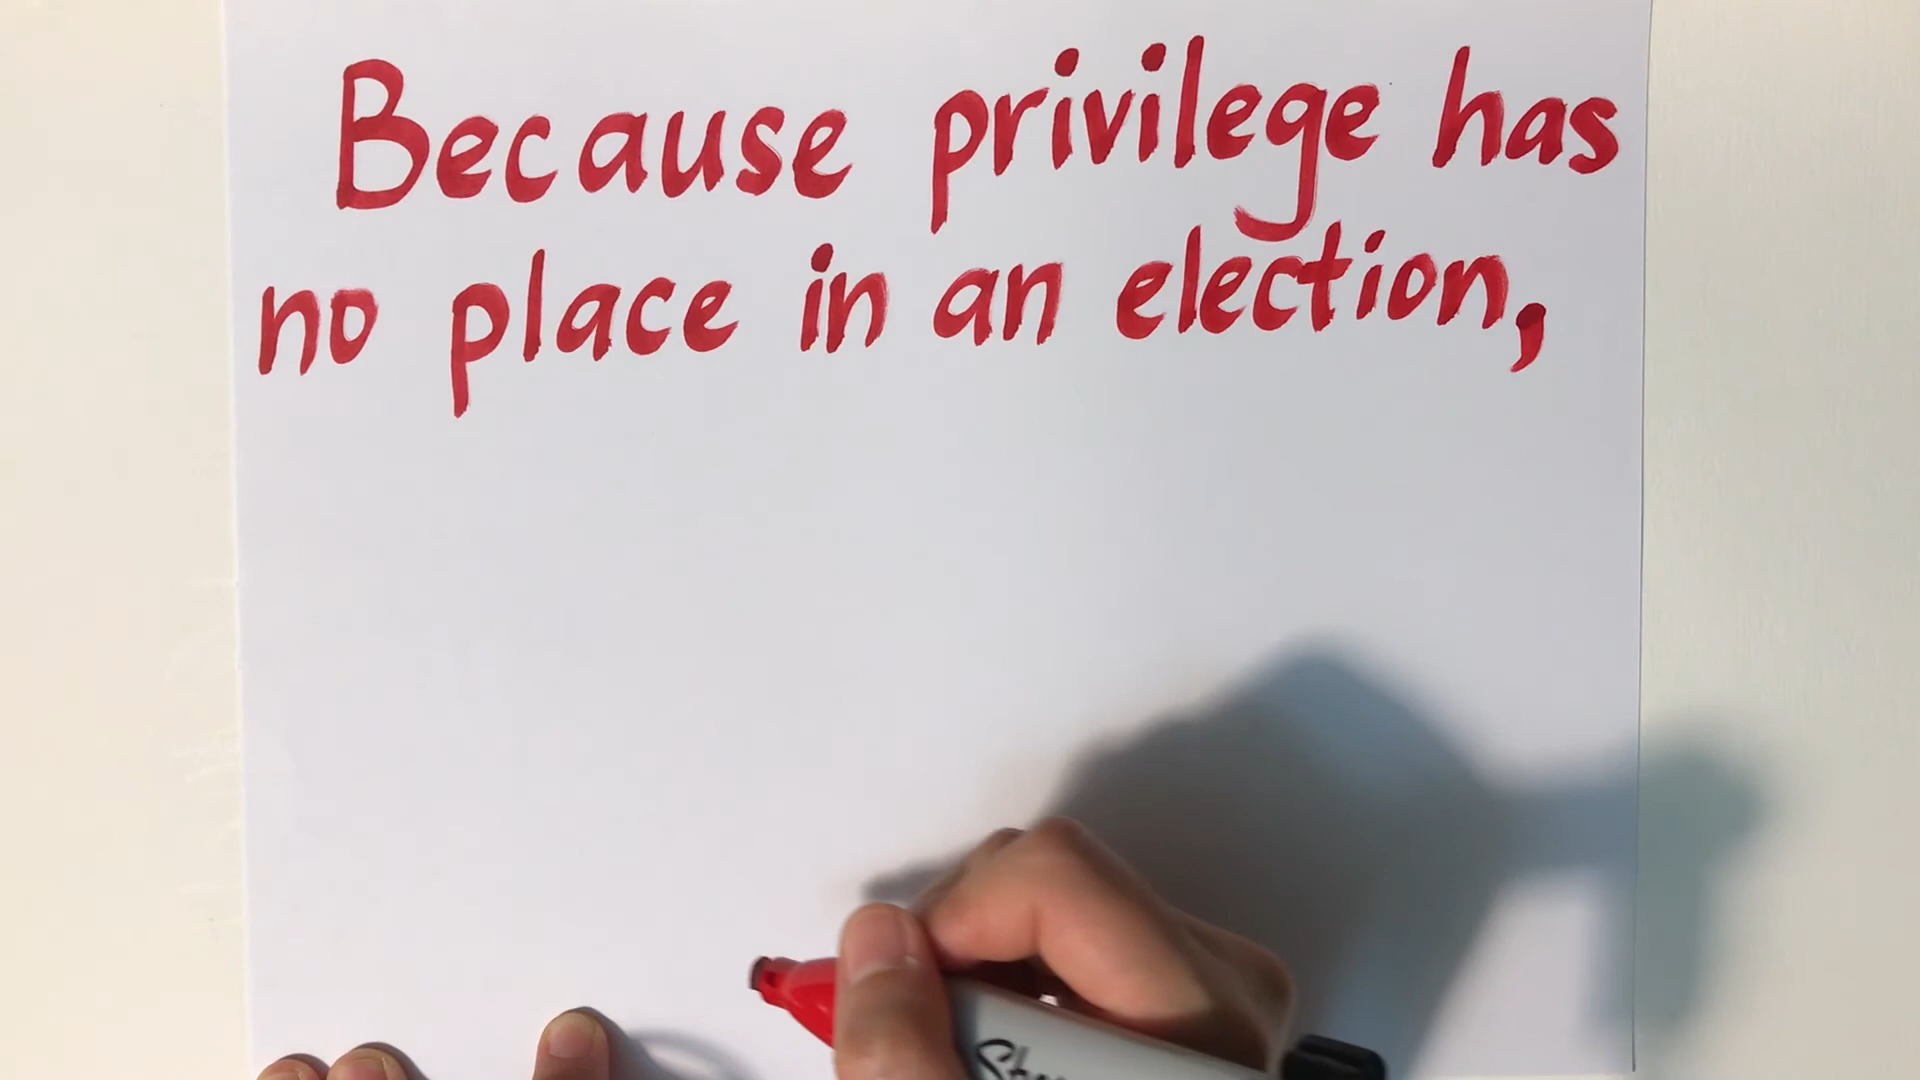 Because privilege has
no place in an election,